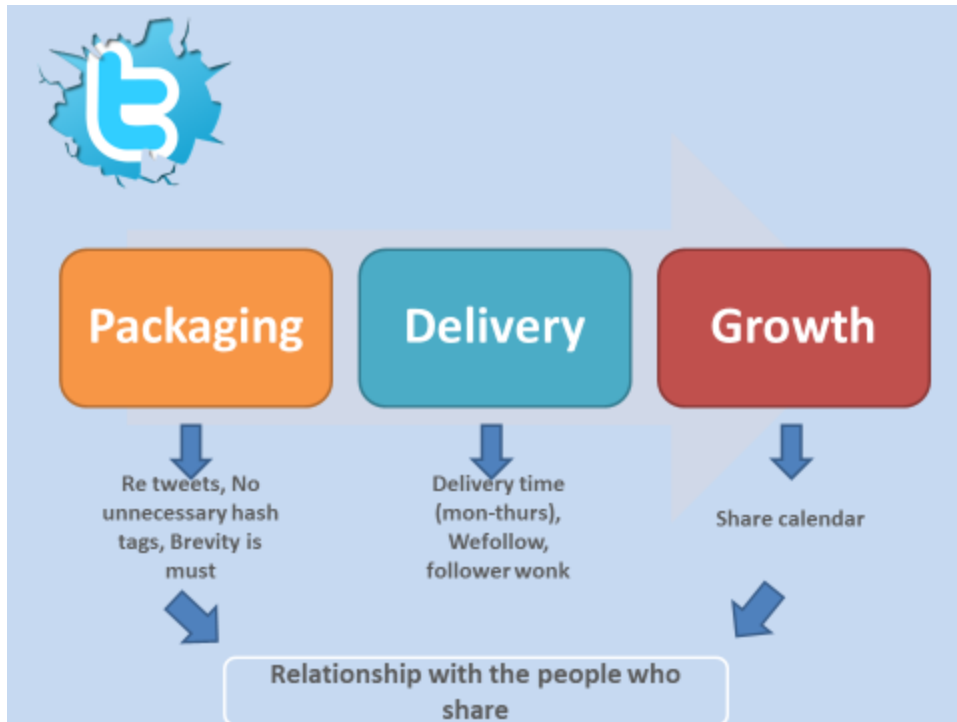 Packaging
Delivery
Growth
Re tweets, No
unnecessary hash
tags, Brevity is
must
Delivery time
(mon-thurs),
Wefollow,
follower wonk
Share calendar
Relationship with the people who
share